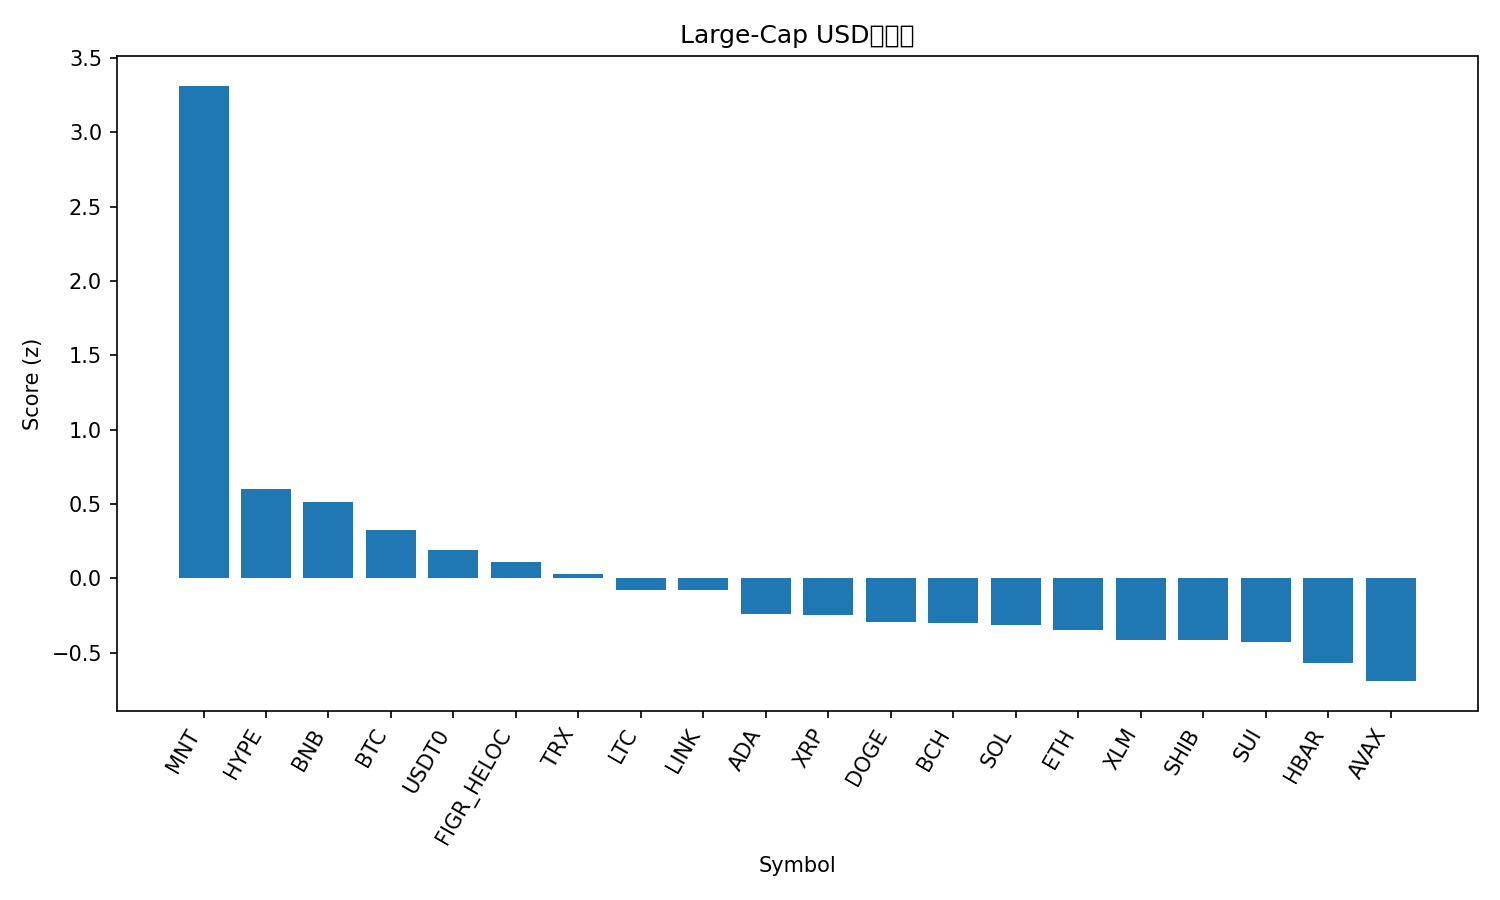 Large-Cap USD
3.5
3.0
2.5
2.0
1.5
1.0
0.5
0.0
−0.5
Score (z)
MNT
HYPE
BNB
BTC
USDT0
FIGR_HELOC
TRX
LTC
LINK
ADA
XRP
DOGE
BCH
SOL
ETH
XLM
SHIB
SUI
HBAR
AVAX
Symbol